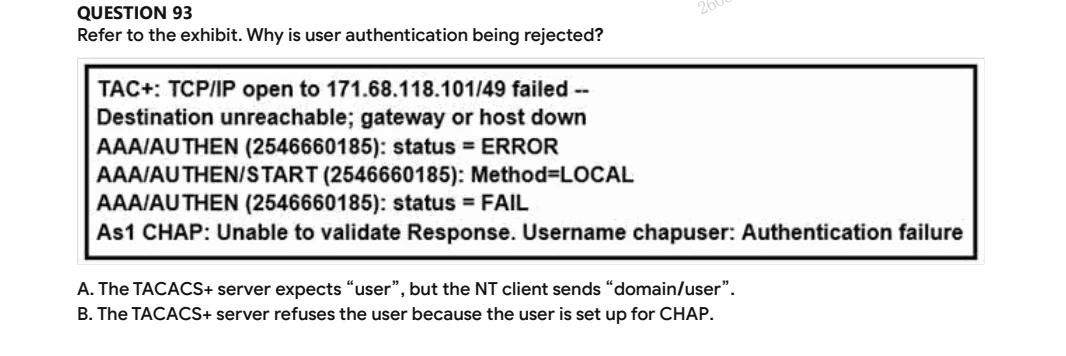 QUESTION 93
Refer to the exhibit. Why is user authentication being rejected?
TAC+: TCP/IP open to 171.68.118.101/49 failed --
Destination unreachable; gateway or host down
AAA/AUTHEN (2546660185): status = ERROR
AAA/AUTHEN/START (2546660185): Method=LOCAL
AAA/AUTHEN (2546660185): status = FAIL
As1 CHAP: Unable to validate Response. Username chapuser: Authentication failure
A. The TACACS+ server expects “user”, but the NT client sends “domain/user”.
B. The TACACS+ server refuses the user because the user is set up for CHAP.